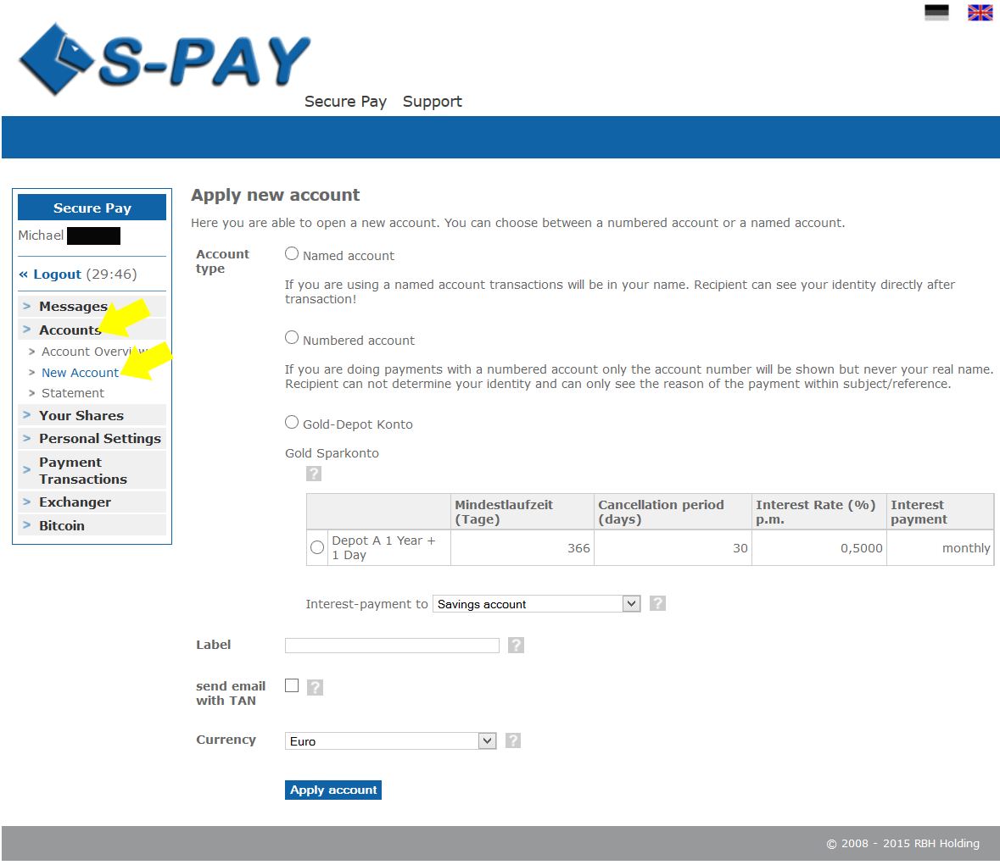 S-PAY
Secure Pay Support
Secure Pay
Michael
« Logout (29:46)
> Messages
> Accounts
> Account Overview
> New Account
> Statement
> Your Shares
> Personal Settings
> Payment
Transactions
> Exchanger
> Bitcoin
Apply new account
Here you are able to open a new account. You can choose between a numbered account or a named account.
Account
type
Named account
If you are using a named account transactions will be in your name. Recipient can see your identity directly after
transaction!
Numbered account
If you are doing payments with a numbered account only the account number will be shown but never your real name.
Recipient can not determine your identity and can only see the reason of the payment within subject/reference.
Gold-Depot Konto
Gold Sparkonto
?
Mindestlaufzeit
(Tage)
Cancellation period
(days)
Interest Rate (%)
p.m.
Interest
payment
Depot A 1 Year +
1 Day
366
30
0,5000
monthly
Interest-payment to Savings account ?
Label ?
send email
with TAN
?
Currency Euro ?
Apply account
© 2008 - 2015 RBH Holding